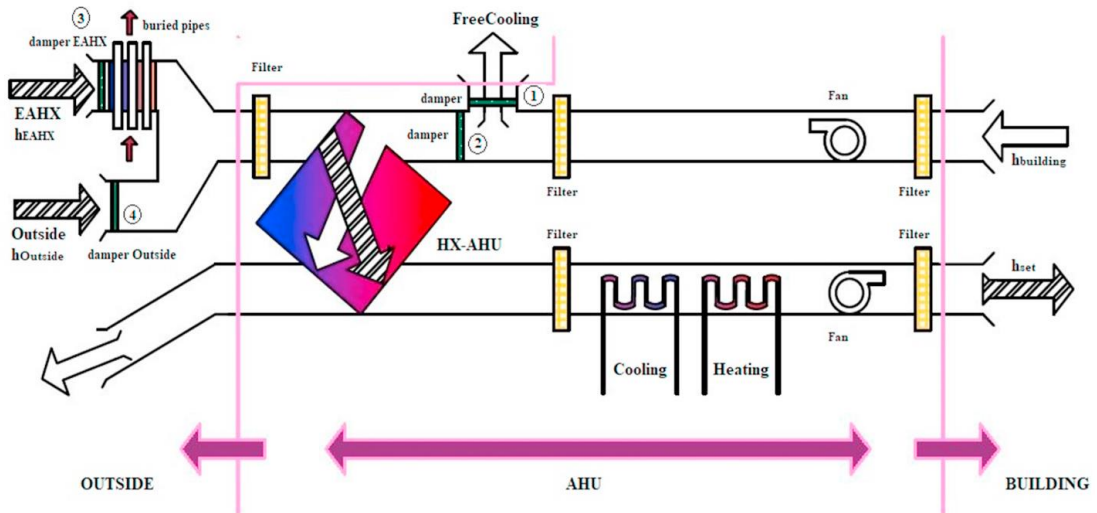 3
damper EAHX
buried pipes
FreeCooling
Filter
damper
1
damper
2
Fan
EAHX
hEAHX
hbuilding
Filter
Filter
4
Outside
hOutside
damper Outside
HX-AHU
Filter
Filter
hset
Fan
Cooling
Heating
OUTSIDE
AHU
BUILDING